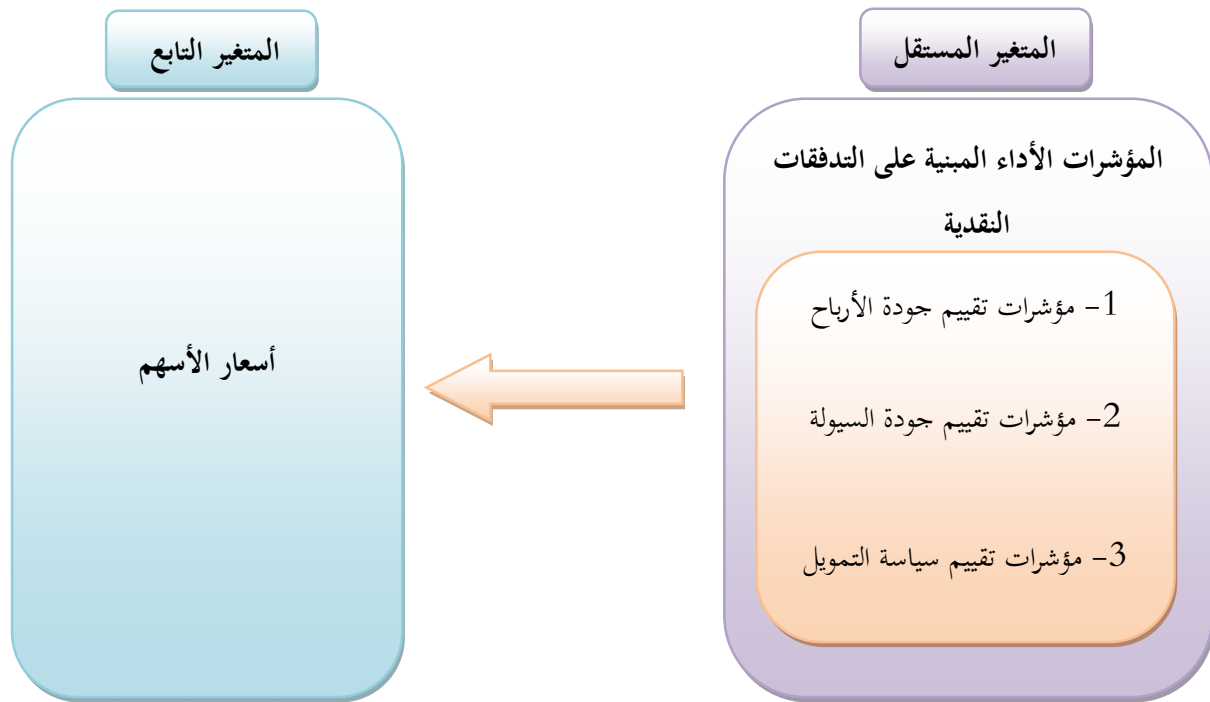 المتغير المستقل
المؤشرات الأداء المبنية على التدفقات
النقدية
1- مؤشرات تقييم جودة الأرباح
2- مؤشرات تقييم جودة السيولة
3- مؤشرات تقييم سياسة التمويل
المتغير التابع
أسعار الأسهم